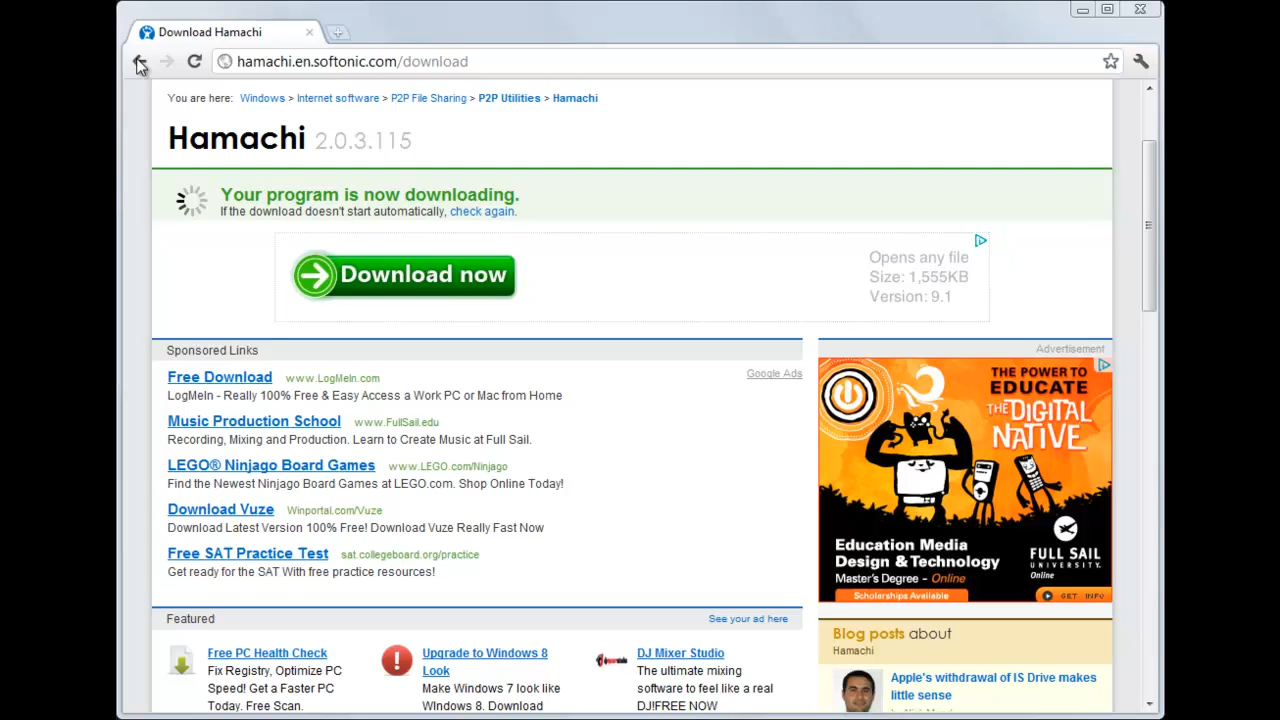 Download Hamachi
hamachi.en.softonic.com/download
You are here: Windows > Internet software > P2P File Sharing > P2P Utilities > Hamachi
Hamachi 2.0.3.115
Your program is now downloading.
If the download doesn't start automatically, check again.
Download now
Opens any file
Size: 1,555KB
Version: 9.1
Sponsored Links
Google Ads
Free Download www.LogMeIn.com
LogMeIn - Really 100% Free & Easy Access a Work PC or Mac from Home
Music Production School www.FullSail.edu
Recording, Mixing and Production. Learn to Create Music at Full Sail.
LEGO® Ninjago Board Games www.LEGO.com/Ninjago
Find the Newest Ninjago Board Games at LEGO.com. Shop Online Today!
Download Vuze Winportal.com/Vuze
Download Latest Version 100% Free! Download Vuze Really Fast Now
Free SAT Practice Test sat.collegeboard.org/practice
Get ready for the SAT With free practice resources!
Advertisement
THE POWER TO
EDUCATE
THE DIGITAL
NATIVE
Education Media
Design & Technology
Master's Degree - Online
Scholarships Available
FULL SAIL
UNIVERSITY.
Online
GET INFO
Featured
See your ad here
Free PC Health Check
Fix Registry, Optimize PC
Speed! Get a Faster PC
Today. Free Scan.
Upgrade to Windows 8
Look
Make Windows 7 look like
WIndows 8. Download
DJ Mixer Studio
The ultimate mixing
software to feel like a real
DJ!FREE NOW
Blog posts about
Hamachi
Apple's withdrawal of IS Drive makes
little sense